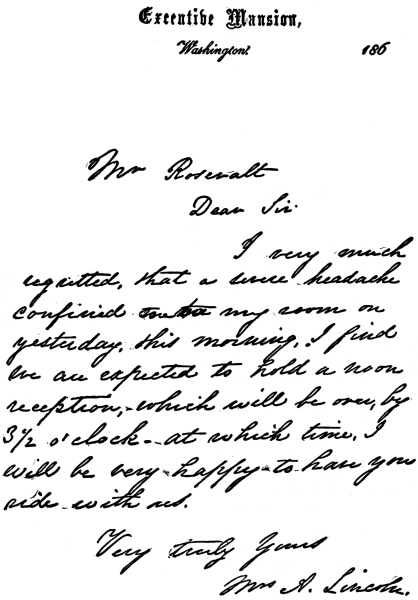 Executive Mansion,
Washington, 186
Mr Rosevalt
Dear Sir.
I very much
regretted, that a severe headache
confined to my room on
yesterday, this morning, I find
we are expected to hold a noon
reception, which will be over, by
3 1/2 o'clock - at which time, I
will be very happy to have you
ride with us.
Very truly Yours
Mrs A. Lincoln.